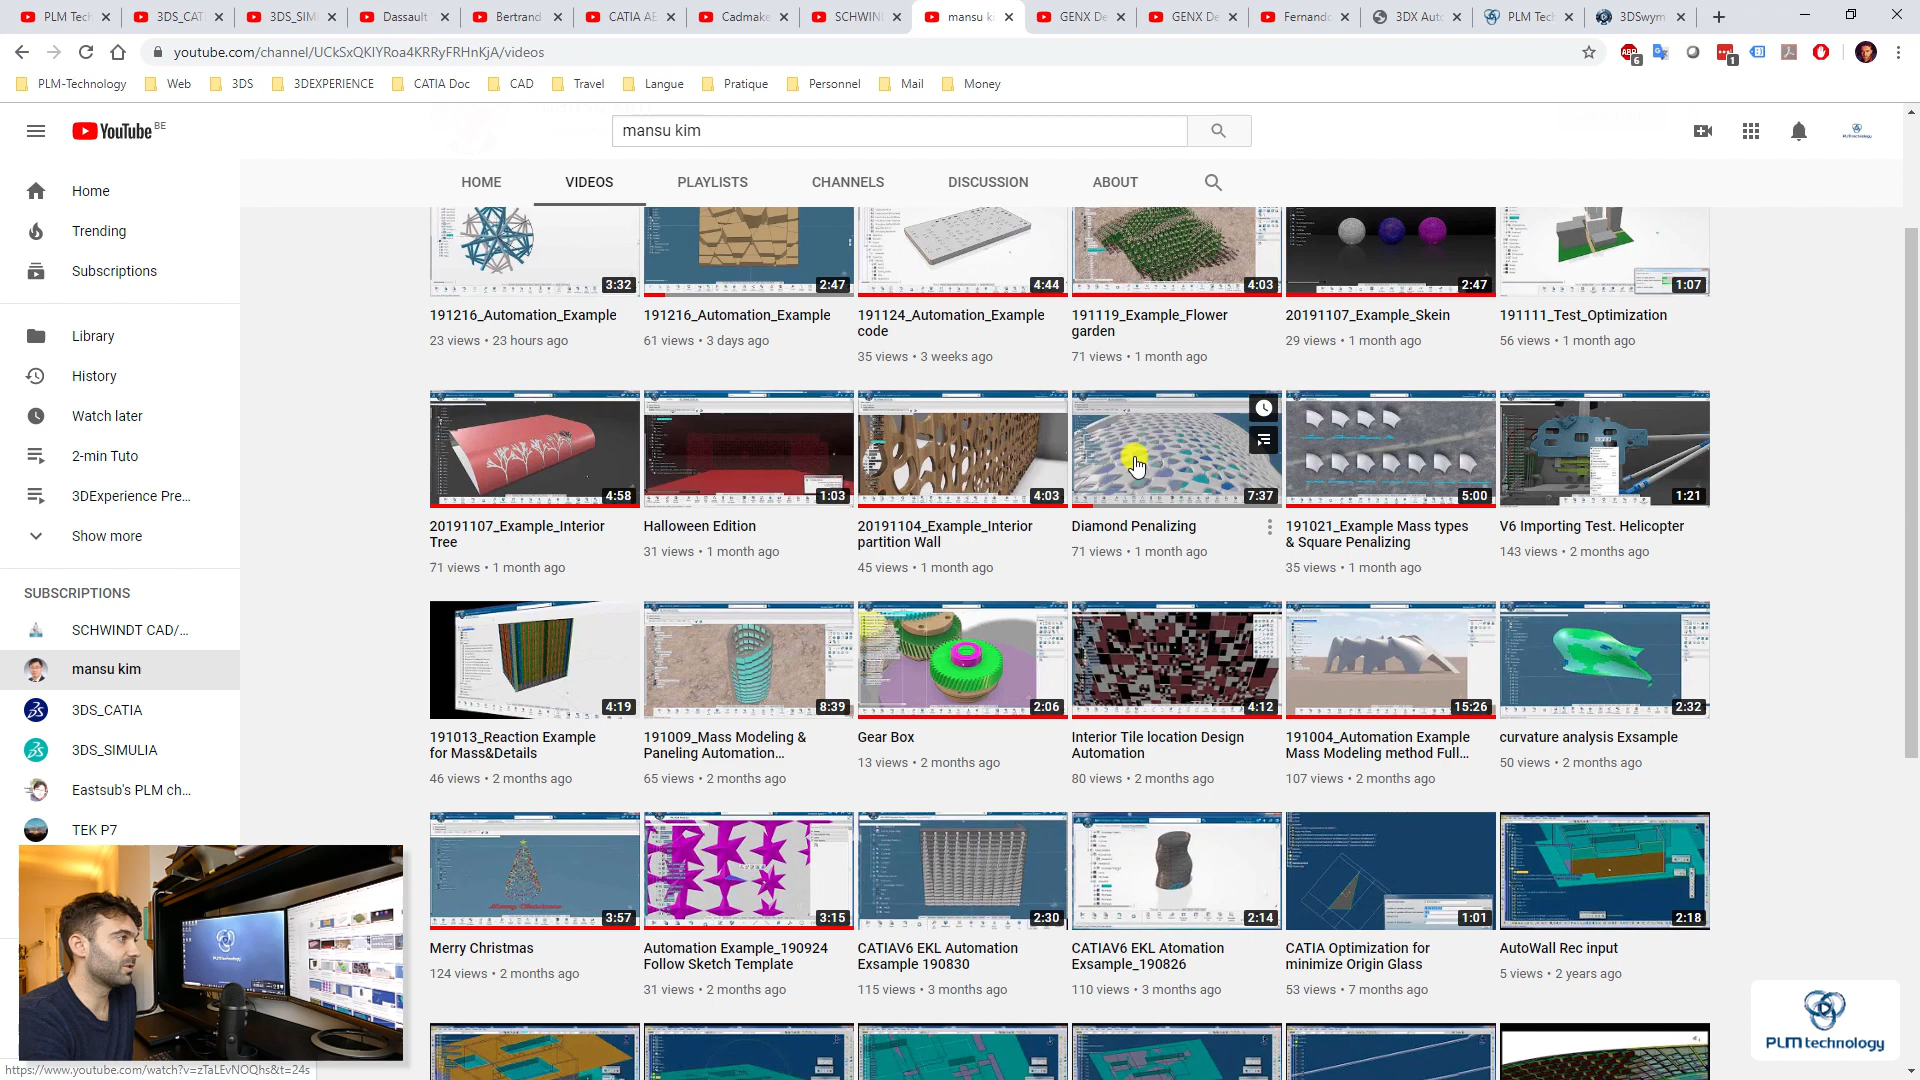 PLM Tech
3DS_CATI
3DS_SIM
Dassault
Bertrand
CATIA AE
Cadmake
SCHWIN
mansu k
GENX De
GENX De
Fernand
3DX Aut
PLM Tech
3DSwym
youtube.com/channel/UCkSxQKIYRoa4KRRyFRHnKjA/videos
6
1
PLM-Technology
Web
3DS
3DEXPERIENCE
CATIA Doc
CAD
Travel
Langue
Pratique
Personnel
Mail
Money
YouTube BE
mansu kim
HOME
VIDEOS
PLAYLISTS
CHANNELS
DISCUSSION
ABOUT
Home
Trending
Subscriptions
Library
History
Watch later
2-min Tuto
3DExperience Pre...
Show more
SUBSCRIPTIONS
SCHWINDT CAD/...
mansu kim
3DS_CATIA
3DS_SIMULIA
Eastsub's PLM ch...
TEK P7
3:32
2:47
4:44
4:03
2:47
1:07
191216_Automation_Example
23 views • 23 hours ago
191216_Automation_Example
61 views • 3 days ago
191124_Automation_Example
code
35 views • 3 weeks ago
191119_Example_Flower
garden
71 views • 1 month ago
20191107_Example_Skein
29 views • 1 month ago
191111_Test_Optimization
56 views • 1 month ago
4:58
1:03
4:03
7:37
5:00
1:21
20191107_Example_Interior
Tree
71 views • 1 month ago
Halloween Edition
31 views • 1 month ago
20191104_Example_Interior
partition Wall
45 views • 1 month ago
Diamond Penalizing
71 views • 1 month ago
191021_Example Mass types
& Square Penalizing
35 views • 1 month ago
V6 Importing Test. Helicopter
143 views • 2 months ago
4:19
8:39
2:06
4:12
15:26
2:32
191013_Reaction Example
for Mass&Details
46 views • 2 months ago
191009_Mass Modeling &
Paneling Automation...
65 views • 2 months ago
Gear Box
13 views • 2 months ago
Interior Tile location Design
Automation
80 views • 2 months ago
191004_Automation Example
Mass Modeling method Full...
107 views • 2 months ago
curvature analysis Exsample
50 views • 2 months ago
Merry Christmas
3:57
3:15
2:30
2:14
1:01
2:18
Merry Christmas
124 views • 2 months ago
Automation Example_190924
Follow Sketch Template
31 views • 2 months ago
CATIAV6 EKL Automation
Exsample 190830
115 views • 3 months ago
CATIAV6 EKL Atomation
Exsample_190826
110 views • 3 months ago
CATIA Optimization for
minimize Origin Glass
53 views • 7 months ago
AutoWall Rec input
5 views • 2 years ago
PLMtechnology
PLMtechnology
https://www.youtube.com/watch?v=zTaLEvNOQhs&t=24s